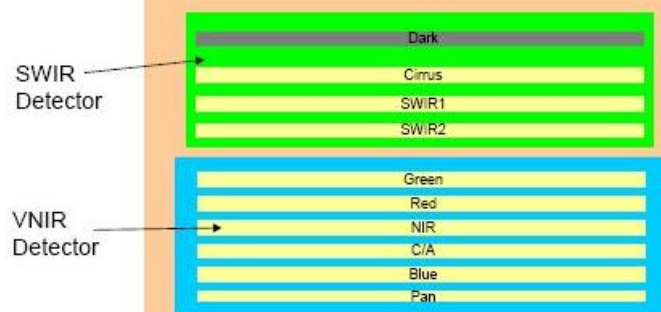 Dark
SWIR
Detector
Cirrus
SWIR1
SWIR2
Green
Red
VNIR
Detector
NIR
C/A
Blue
Pan